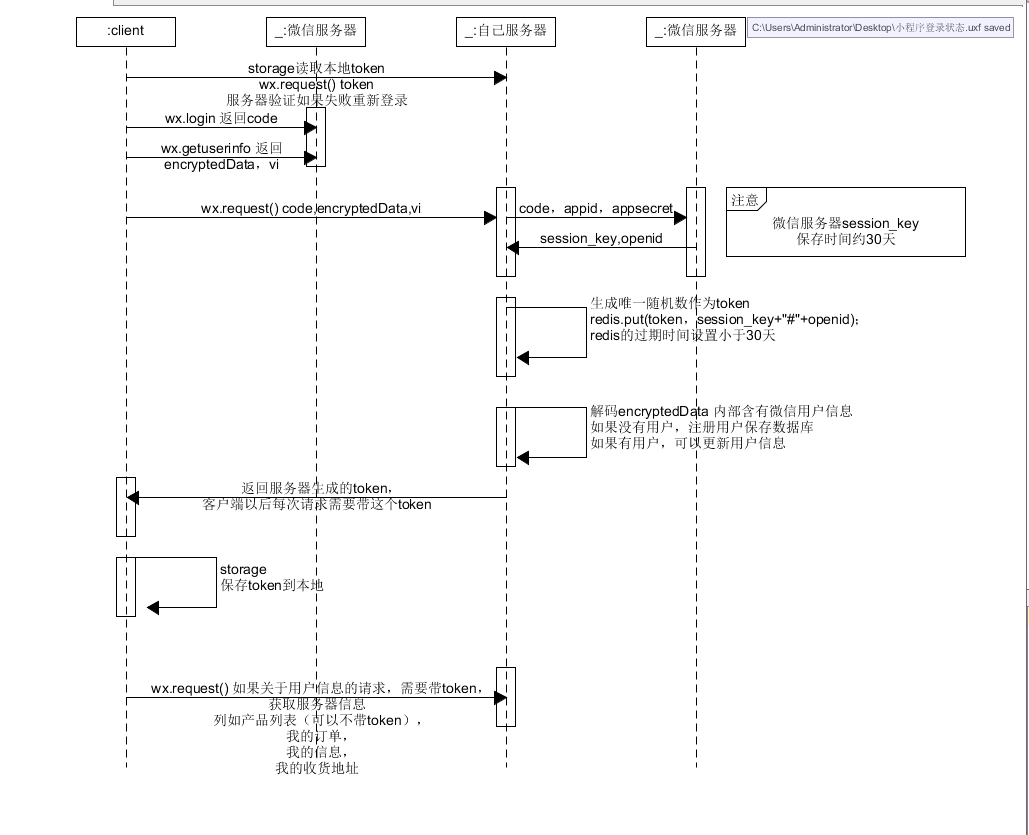 :client
_:微信服务器
_:自己服务器
_:微信服务器
C:\Users\Administrator\Desktop\小程序登录状态.uxf saved
storage读取本地token
wx.request() token
服务器验证如果失败重新登录
wx.login 返回code
wx.getuserinfo 返回
encryptedData，vi
wx.request() code,encryptedData,vi
code，appid，appsecret
注意
微信服务器session_key
保存时间约30天
session_key,openid
生成唯一随机数作为token
redis.put(token，session_key+"#"+openid)；
redis的过期时间设置小于30天
解码encryptedData 内部含有微信用户信息
如果没有用户，注册用户保存数据库
如果有用户，可以更新用户信息
返回服务器生成的token，
客户端以后每次请求需要带这个token
storage
保存token到本地
wx.request() 如果关于用户信息的请求，需要带token，
获取服务器信息
列如产品列表（可以不带token），
我的订单，
我的信息，
我的收货地址